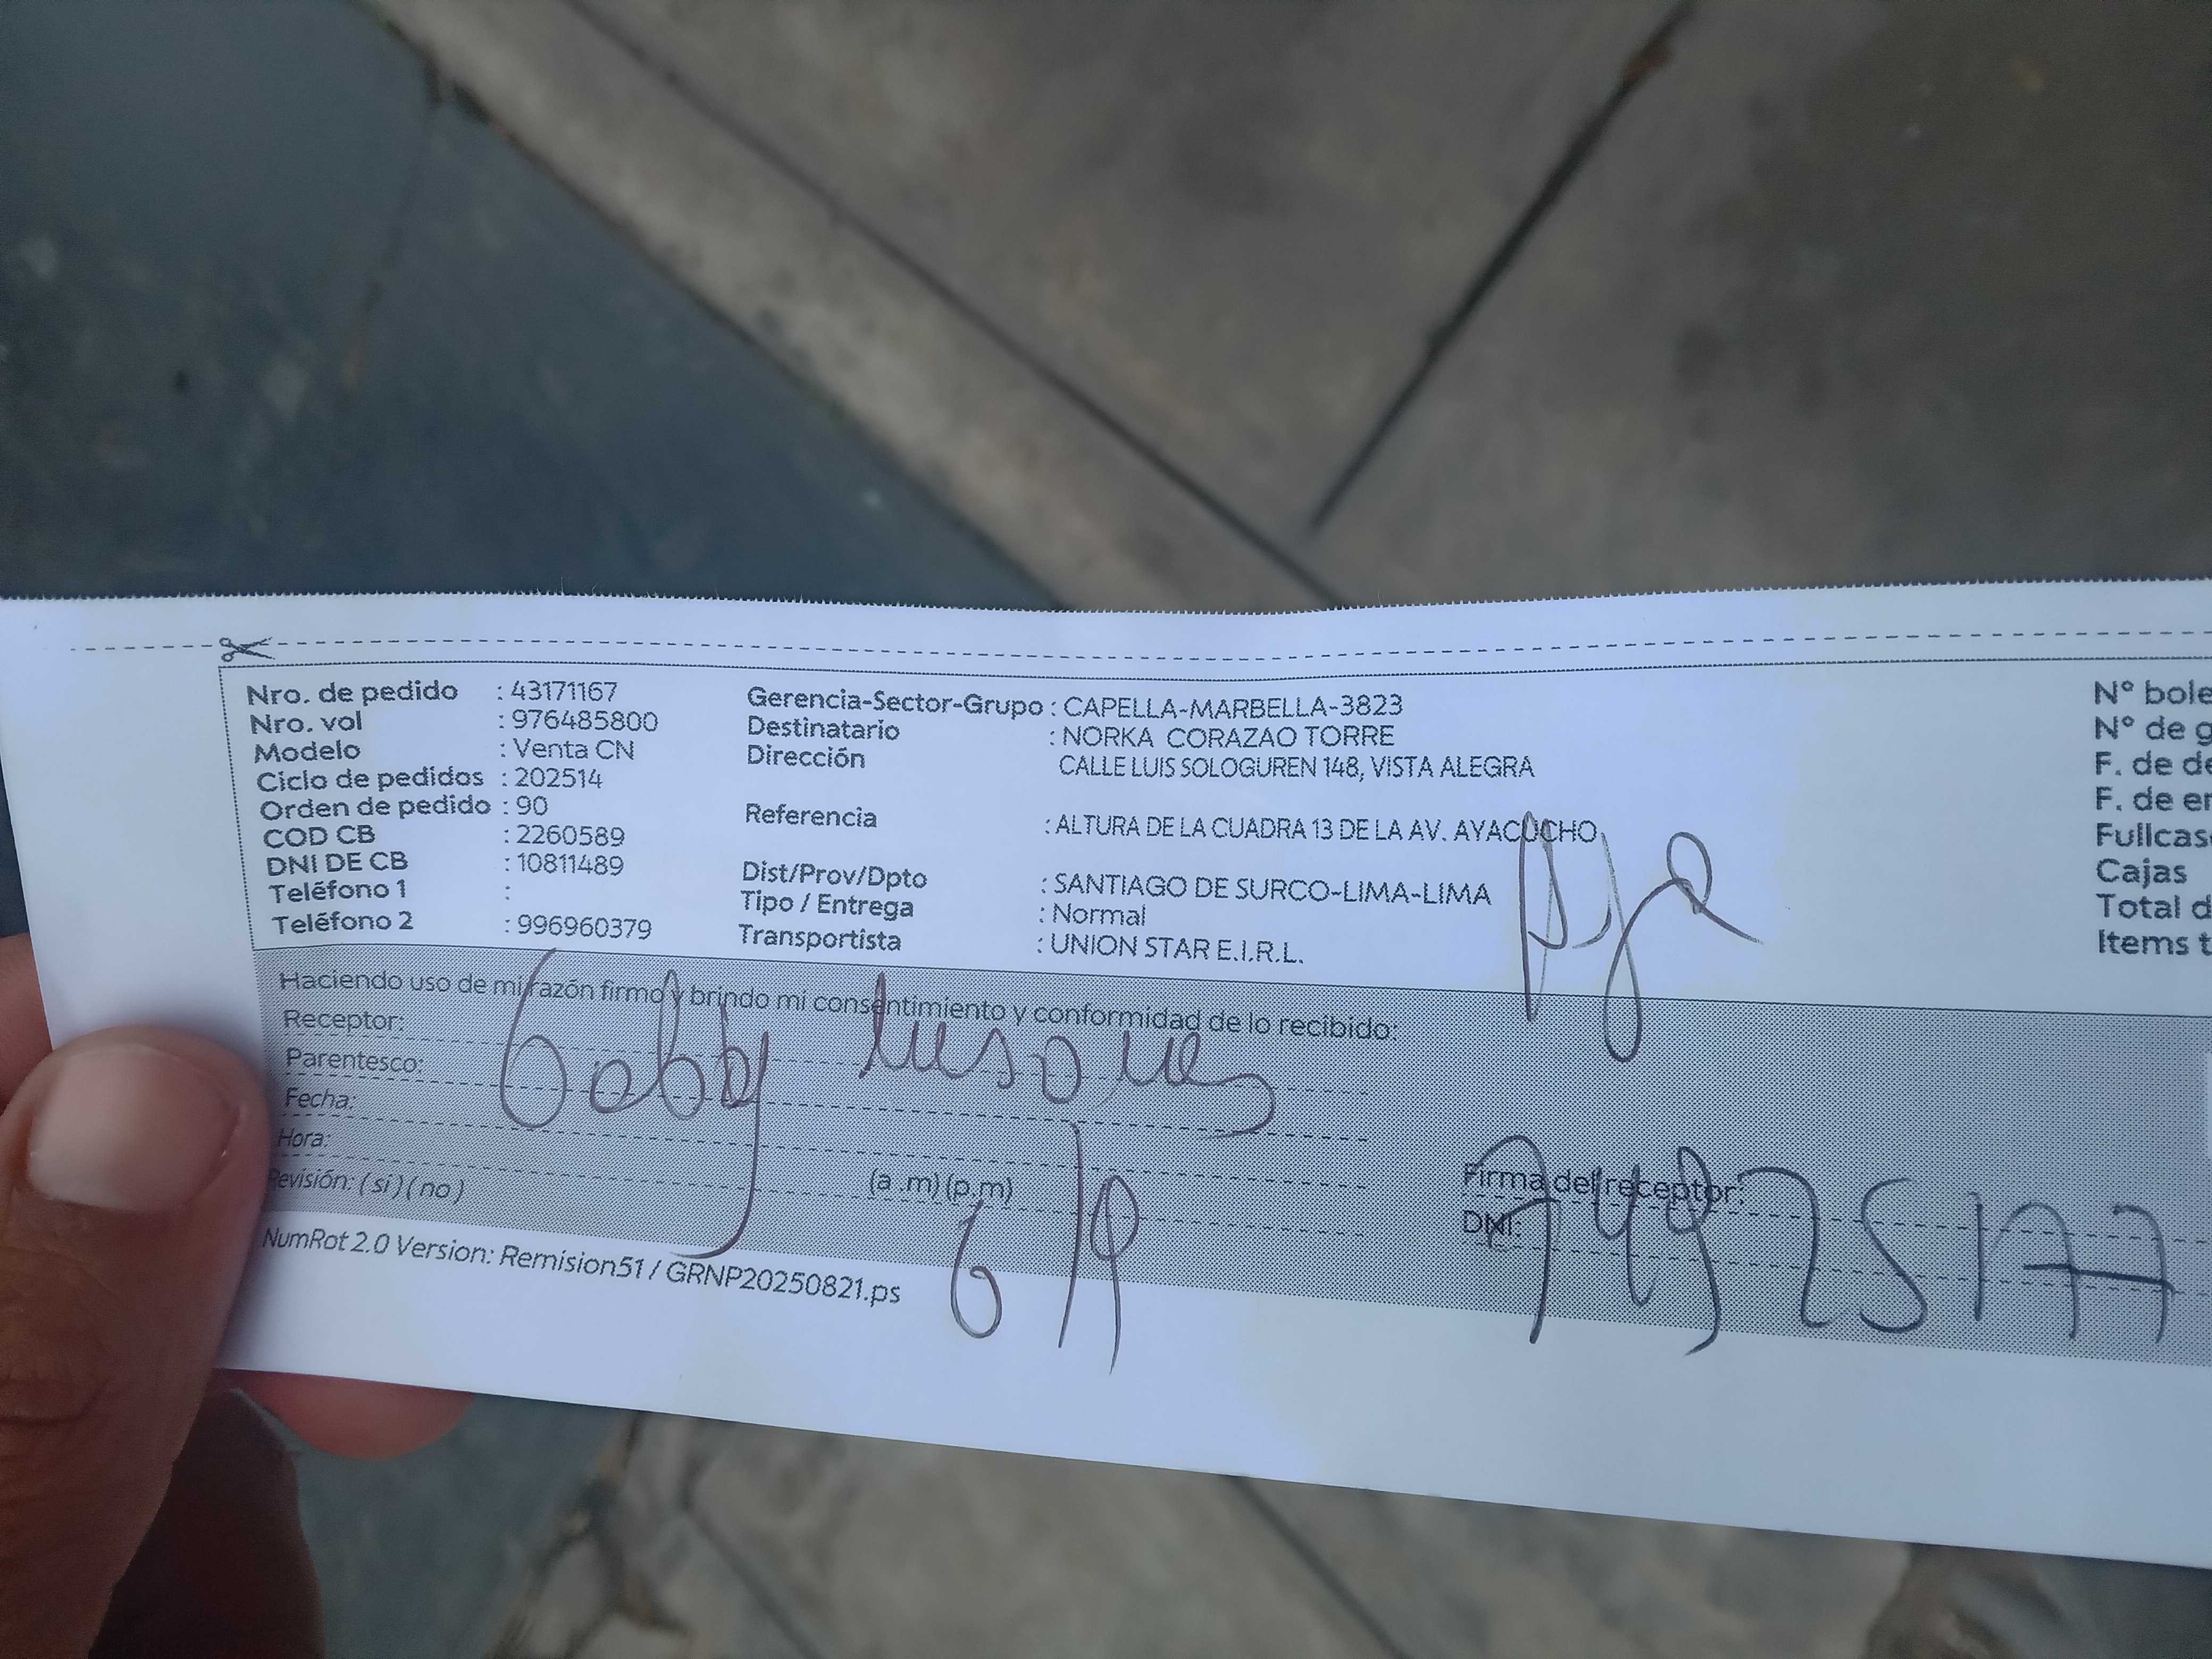 Nro. de pedido : 43171167
Nro. vol : 976485800
Modelo : Venta CN
Ciclo de pedidos : 202514
Orden de pedido : 90
COD CB : 2260589
DNI DE CB : 10811489
Teléfono 1 :
Teléfono 2 : 996960379
Gerencia-Sector-Grupo : CAPELLA-MARBELLA-3823
Destinatario : NORKA CORAZAO TORRE
Dirección CALLE LUIS SOLOGUREN 148, VISTA ALEGRA
Referencia : ALTURA DE LA CUADRA 13 DE LA AV. AYACUCHO
Dist/Prov/Dpto : SANTIAGO DE SURCO-LIMA-LIMA
Tipo / Entrega : Normal
Transportista : UNION STAR E.I.R.L.
N° bole
N° de g
F. de de
F. de en
Fullcas
Cajas
Total d
Items t
Haciendo uso de mi razón firmo y brindo mi consentimiento y conformidad de lo recibido:
Receptor:
Gaby
Parentesco:
Fecha:
Hora:
(a .m) (p.m)
Revisión: ( si ) ( no )
Firma del receptor:
DNI: 74925177
NumRot 2.0 Version: Remision51 / GRNP20250821.ps